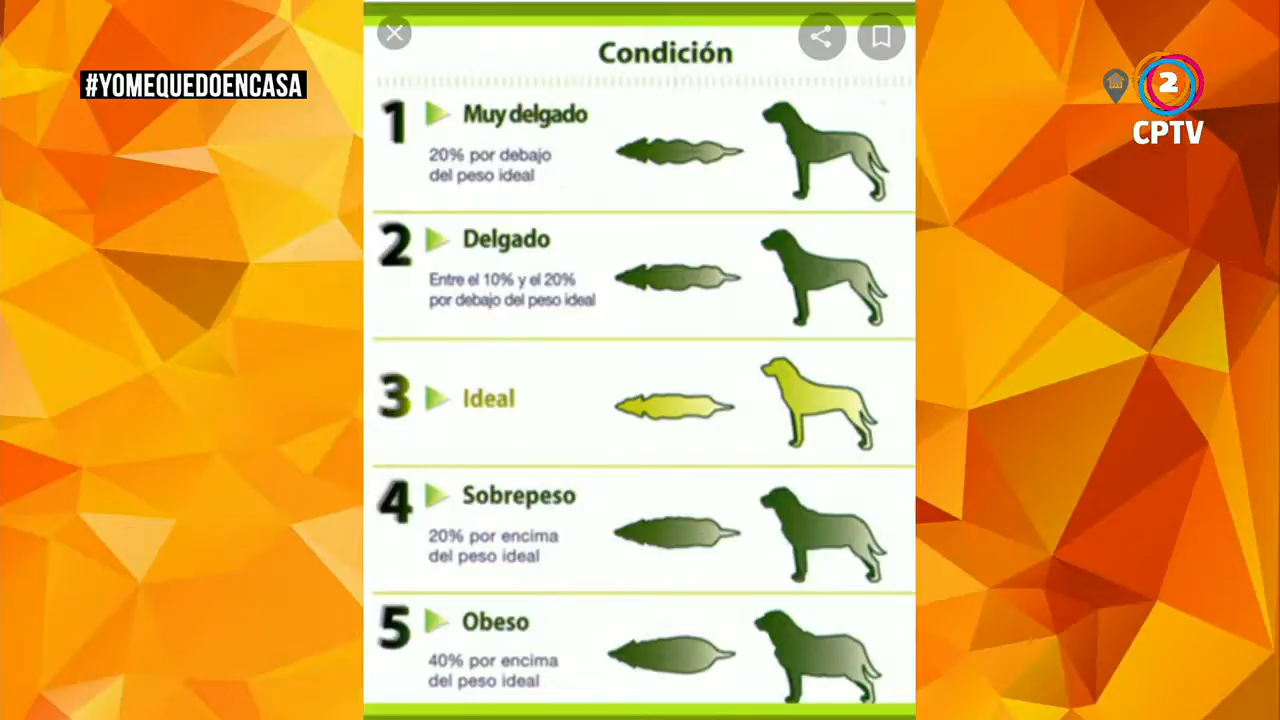 #YOMEQUEDOENCASA
2
CPTV
Condición
1 Muy delgado
20% por debajo
del peso ideal
2 Delgado
Entre el 10% y el 20%
por debajo del peso ideal
3 Ideal
4 Sobrepeso
20% por encima
del peso ideal
5 Obeso
40% por encima
del peso ideal